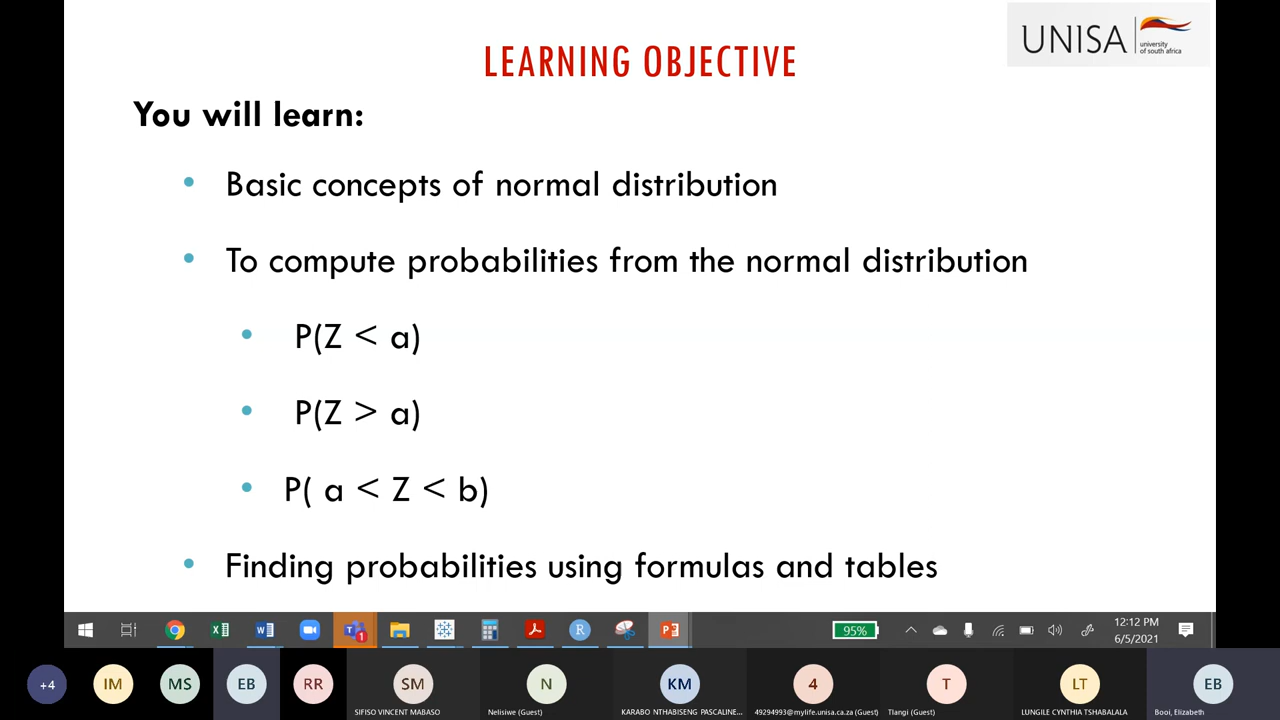 UNISA
university
of south africa
LEARNING OBJECTIVE
You will learn:
• Basic concepts of normal distribution
• To compute probabilities from the normal distribution
• P(Z < a)
• P(Z > a)
• P( a < Z < b)
• Finding probabilities using formulas and tables
95%
12:12 PM
6/5/2021
1
+4
IM
MS
EB
RR
SM
N
KM
4
T
LT
EB
SIFISO VINCENT MABASO
Nelisiwe (Guest)
KARABO NTHABISENG PASCALINE...
49294993@mylife.unisa.ca.za (Guest)
Tlangi (Guest)
LUNGILE CYNTHIA TSHABALALA
Booi, Elizabeth